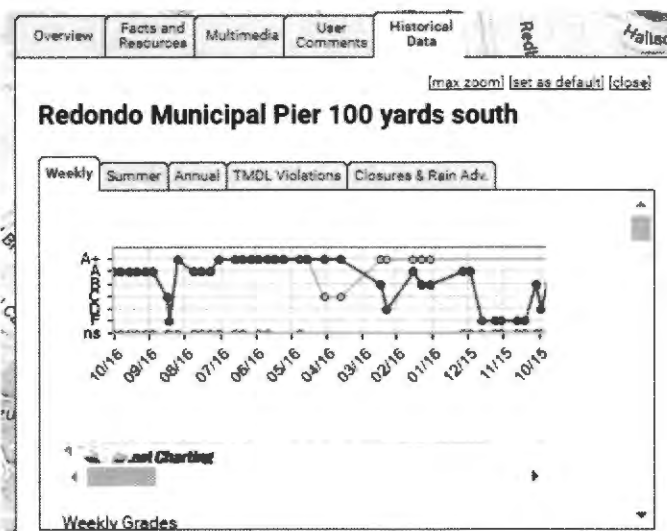 Overview
Facts and
Resources
Multimedia
User
Comments
Historical
Data
[max zoom] [set as default] [close]
Redondo Municipal Pier 100 yards south
Weekly
Summer
Annual
TMDL Violations
Closures & Rain Adv.
A+
A
B
C
D
F
ns
10/16
09/16
08/16
07/16
06/16
05/16
04/16
03/16
02/16
01/16
12/15
11/15
10/15
.net Charting
Weekly Grades